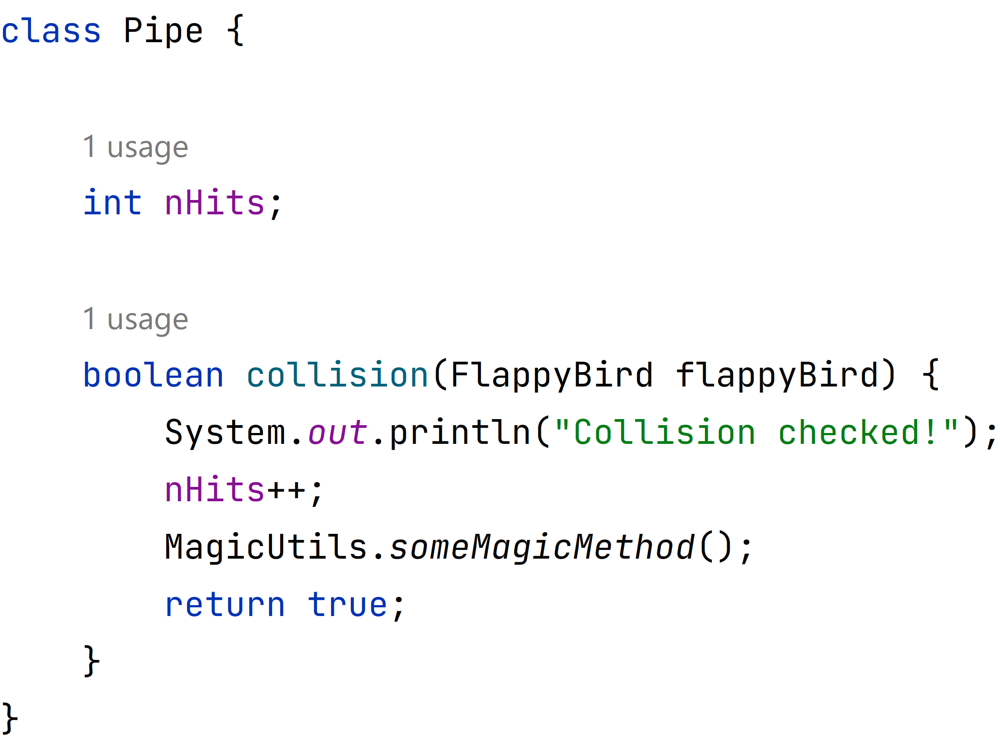 class Pipe {
1 usage
int nHits;
1 usage
boolean collision(FlappyBird flappyBird) {
System.out.println("Collision checked!");
nHits++;
MagicUtils.someMagicMethod();
return true;
}
}